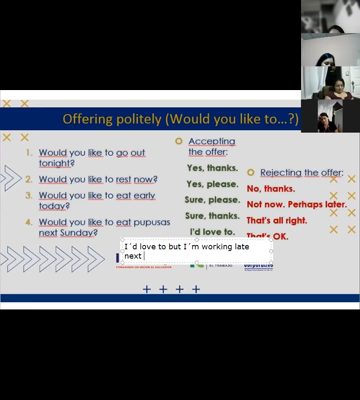 Offering politely (Would you like to...?)
1. Would you like to go out
tonight?
2. Would you like to rest now?
3. Would you like to eat early
today?
4. Would you like to eat pupusas
next Sunday?
Accepting
the offer:
Yes, thanks.
Yes, please.
Sure, please.
Sure, thanks.
I'd love to.
Rejecting the offer:
No, thanks.
Not now. Perhaps later.
That's all right.
That's OK.
I´d love to but I´m working late
next